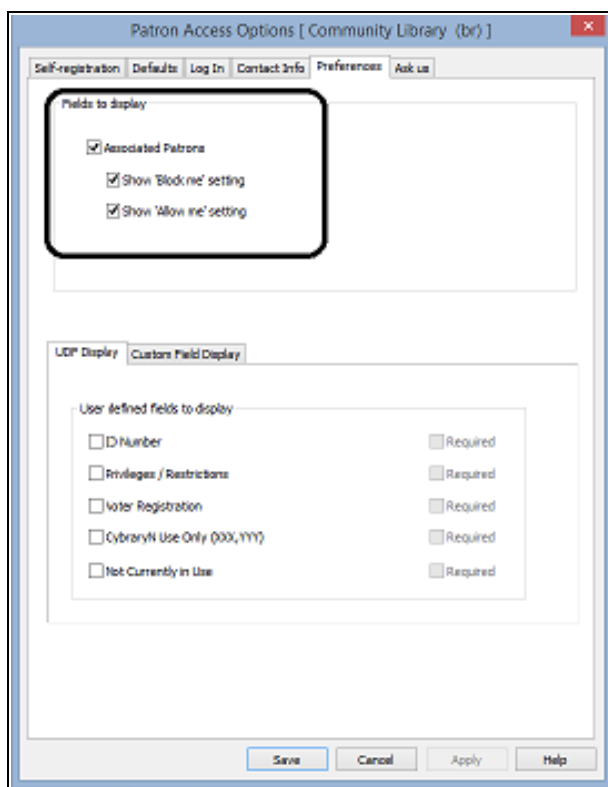 Patron Access Options [ Community Library (br) ]
Self-registration Defaults Log In Contact Info Preferences Ask us
Fields to display
Associated Patrons
Show 'Block me' setting
Show 'Allow me' setting
UDF Display Custom Field Display
User defined fields to display
ID Number Required
Privileges / Restrictions Required
Voter Registration Required
CybraryN Use Only (XXX, YYY) Required
Not Currently in Use Required
Save Cancel Apply Help